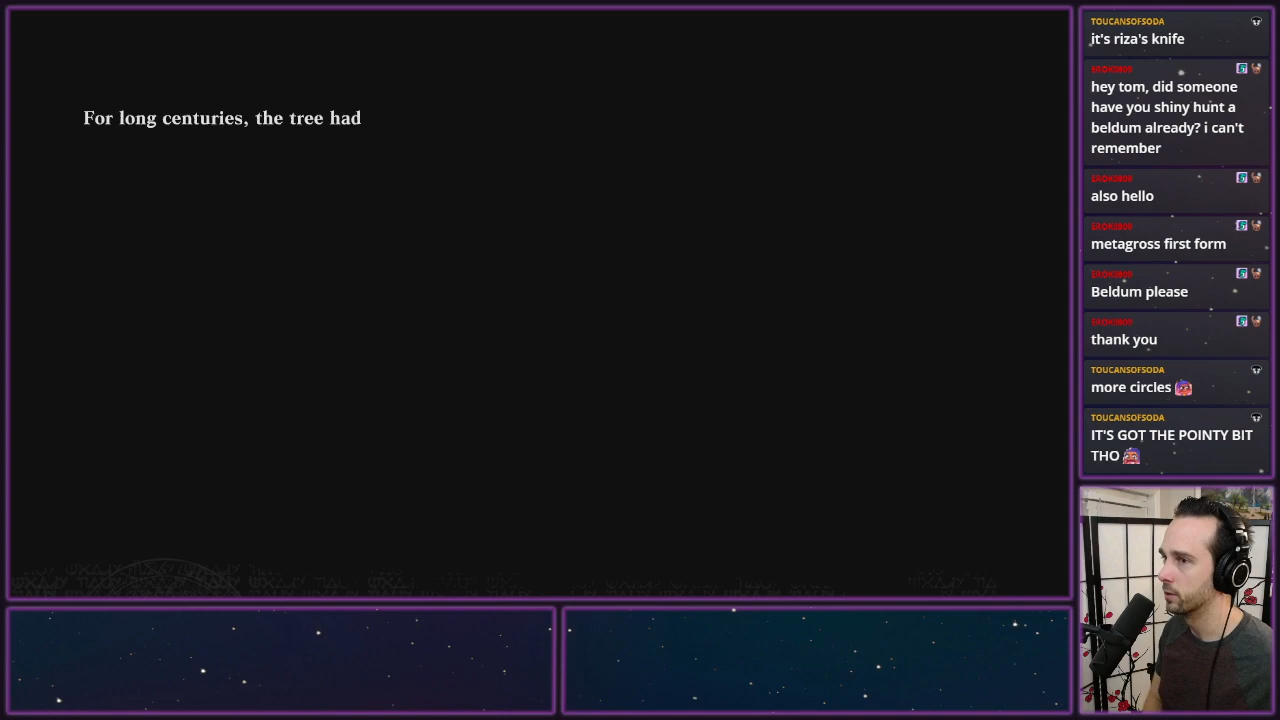 For long centuries, the tree had
TOUCANSOFSODA
it's riza's knife
hey tom, did someone
have you shiny hunt a
beldum already? i can't
remember
also hello
metagross first form
Beldum please
thank you
TOUCANSOFSODA
more circles
TOUCANSOFSODA
IT'S GOT THE POINTY BIT
THO